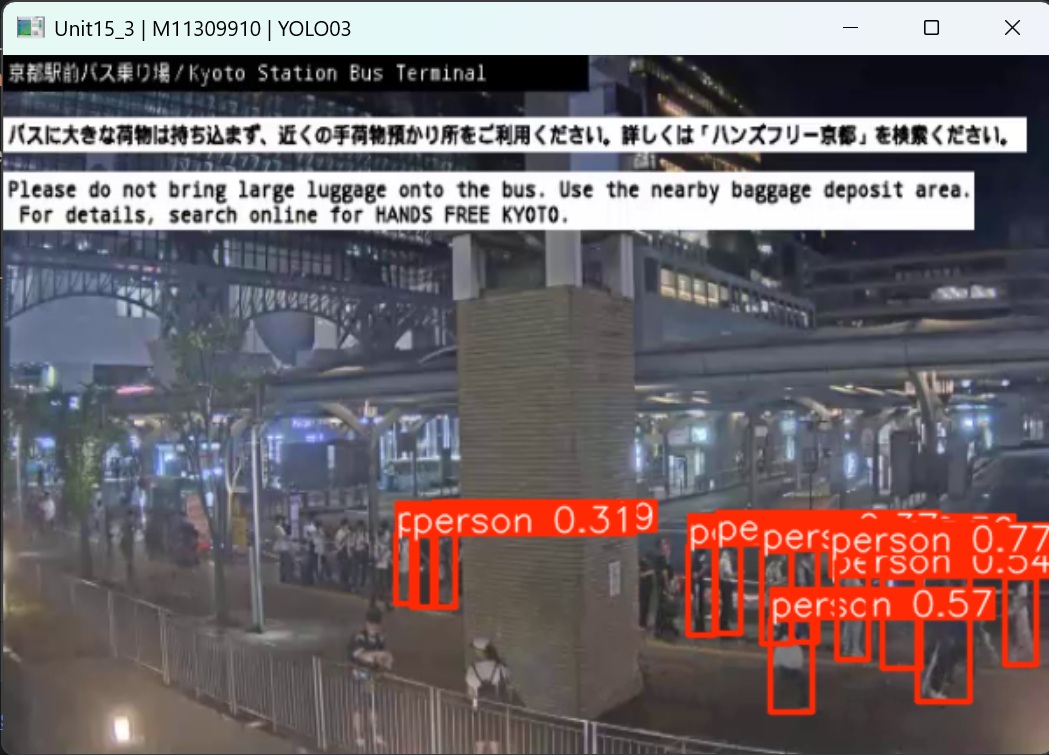 Unit15_3 | M11309910 | YOLO03
京都駅前バス乗り場/Kyoto Station Bus Terminal
バスに大きな荷物は持ち込まず、近くの手荷物預かり所をご利用ください。詳しくは「ハンズフリー京都」を検索ください。
Please do not bring large luggage onto the bus. Use the nearby baggage deposit area.
For details, search online for HANDS FREE KYOTO.
person 0.319
person 0.77
person 0.54
person 0.57